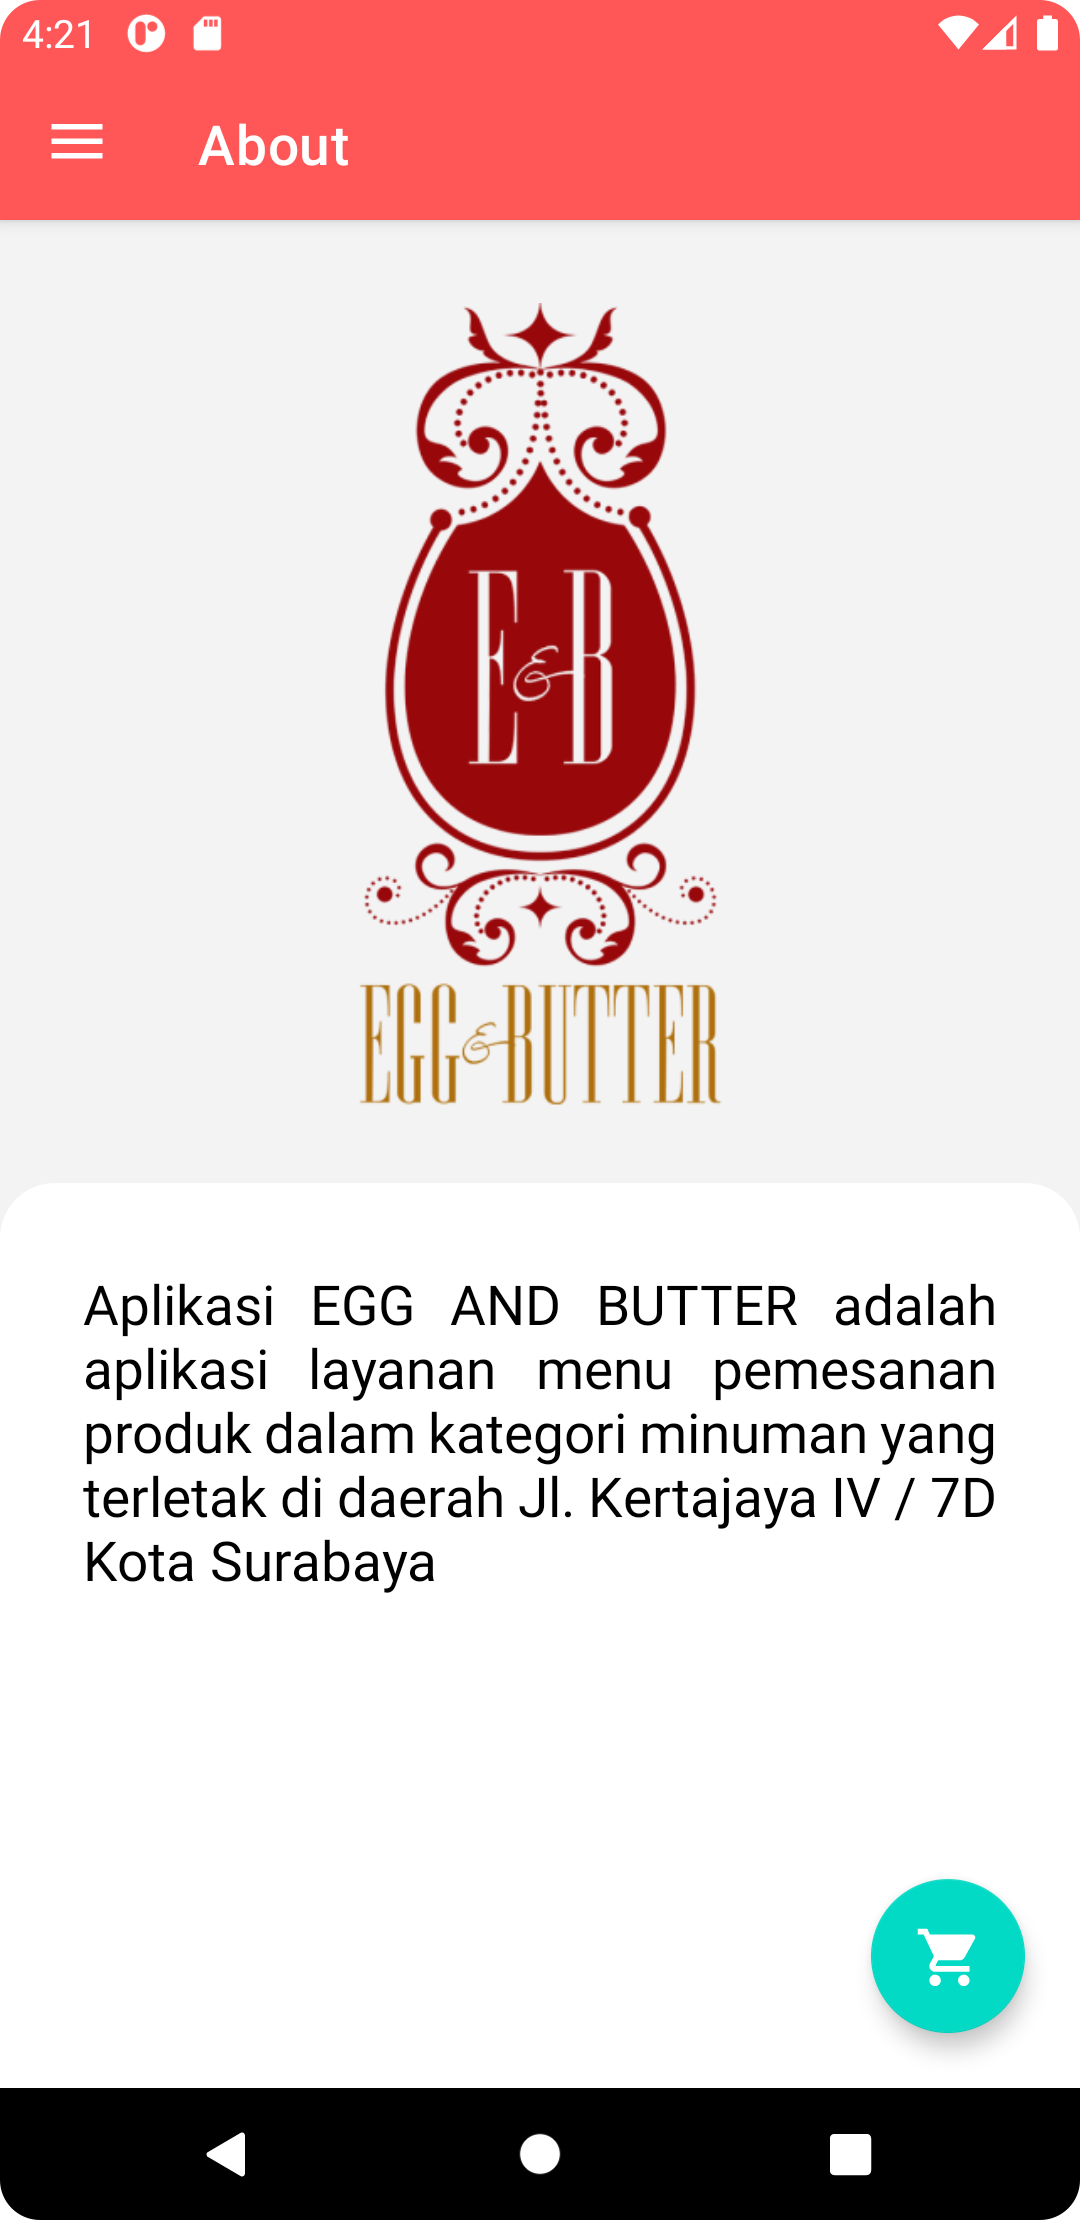 4:21
About
E&B
EGG&BUTTER
Aplikasi EGG AND BUTTER adalah
aplikasi layanan menu pemesanan
produk dalam kategori minuman yang
terletak di daerah Jl. Kertajaya IV / 7D
Kota Surabaya